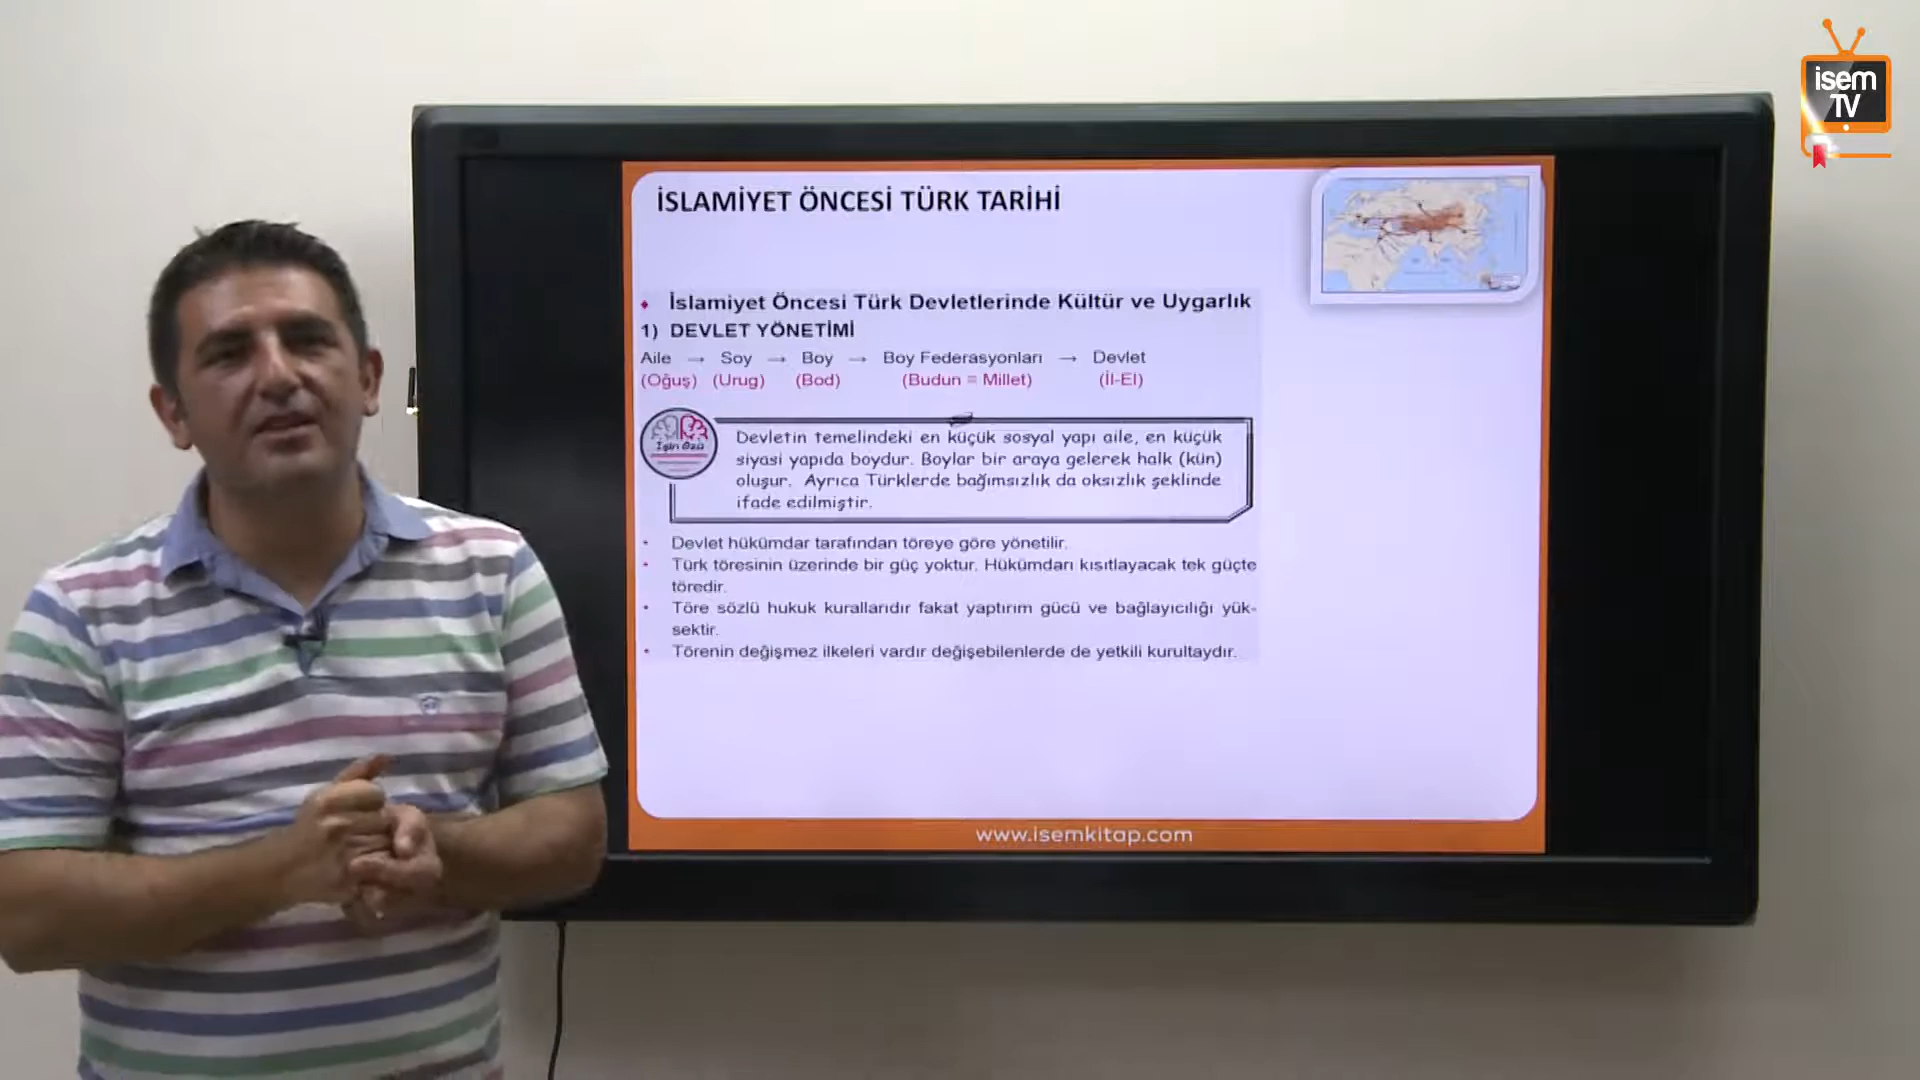 isem
TV
İSLAMİYET ÖNCESİ TÜRK TARİHİ
İslamiyet Öncesi Türk Devletlerinde Kültür ve Uygarlık
1) DEVLET YÖNETİMİ
Aile → Soy → Boy → Boy Federasyonları → Devlet
(Oğuş) (Urug) (Bod) (Budun = Millet) (İl-El)
İşin Özü
Devletin temelindeki en küçük sosyal yapı aile, en küçük
siyasi yapıda boydur. Boylar bir araya gelerek halk (kün)
oluşur. Ayrıca Türklerde bağımsızlık da oksızlık şeklinde
ifade edilmiştir.
• Devlet hükümdar tarafından töreye göre yönetilir.
• Türk töresinin üzerinde bir güç yoktur. Hükümdarı kısıtlayacak tek güçte
töredir.
• Töre sözlü hukuk kurallarıdır fakat yaptırım gücü ve bağlayıcılığı yük-
sektir.
• Törenin değişmez ilkeleri vardır değişebilenlerde de yetkili kurultaydır.
www.isemkitap.com